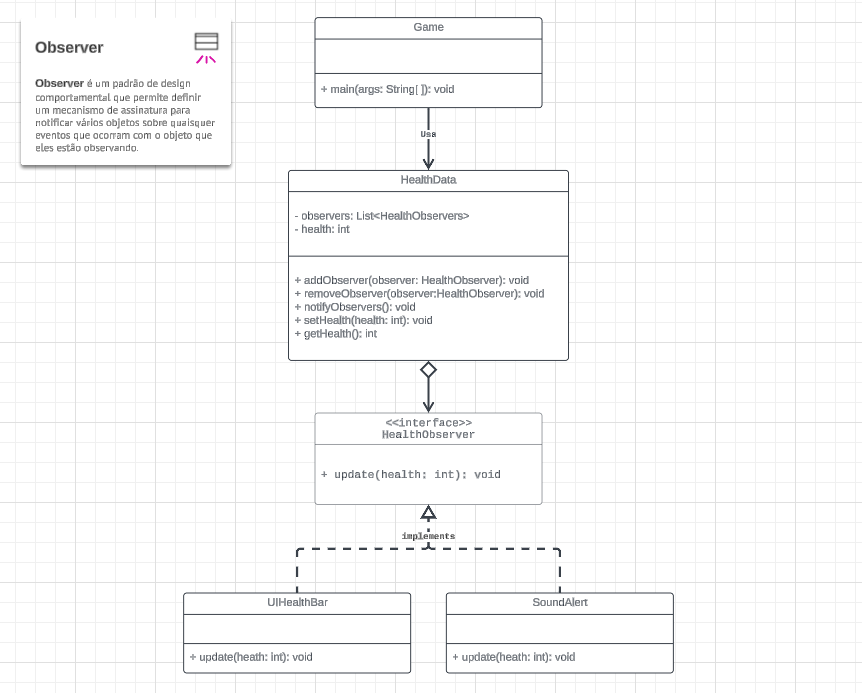 Observer
Observer é um padrão de design
comportamental que permite definir
um mecanismo de assinatura para
notificar vários objetos sobre quaisquer
eventos que ocorram com o objeto que
eles estão observando.
Game
+ main(args: String[ ]): void
Usa
HealthData
- observers: List<HealthObservers>
- health: int
+ addObserver(observer: HealthObserver): void
+ removeObserver(observer:HealthObserver): void
+ notifyObservers(): void
+ setHealth(health: int): void
+ getHealth(): int
<<interface>>
HealthObserver
+ update(health: int): void
implements
UIHealthBar
+ update(heath: int): void
SoundAlert
+ update(heath: int): void